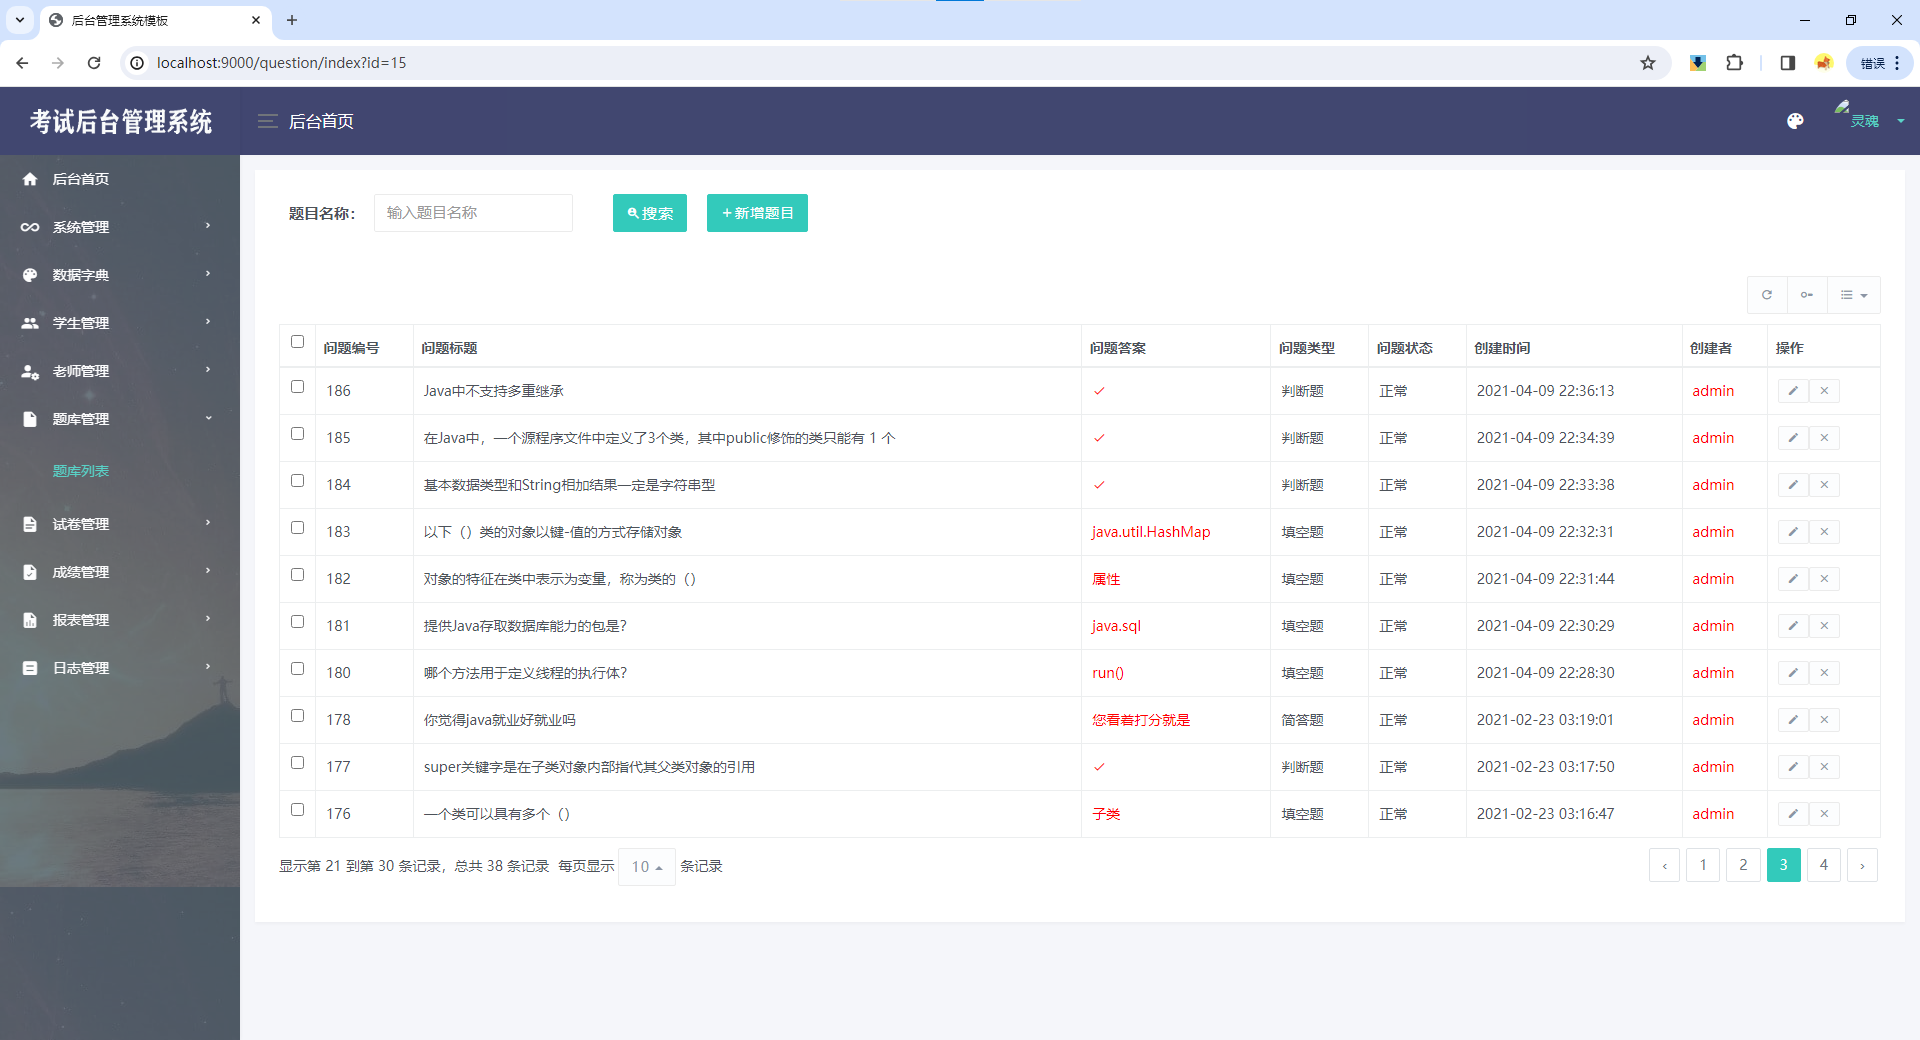 后台管理系统模板
localhost:9000/question/index?id=15
错误
考试后台管理系统
后台首页
灵魂
后台首页
系统管理
数据字典
学生管理
老师管理
题库管理
题库列表
试卷管理
成绩管理
报表管理
日志管理
题目名称：
输入题目名称
搜索
+新增题目
问题编号 问题标题 问题答案 问题类型 问题状态 创建时间 创建者 操作
186 Java中不支持多重继承 ✓ 判断题 正常 2021-04-09 22:36:13 admin
185 在Java中，一个源程序文件中定义了3个类，其中public修饰的类只能有 1 个 ✓ 判断题 正常 2021-04-09 22:34:39 admin
184 基本数据类型和String相加结果一定是字符串型 ✓ 判断题 正常 2021-04-09 22:33:38 admin
183 以下（）类的对象以键-值的方式存储对象 java.util.HashMap 填空题 正常 2021-04-09 22:32:31 admin
182 对象的特征在类中表示为变量，称为类的（） 属性 填空题 正常 2021-04-09 22:31:44 admin
181 提供Java存取数据库能力的包是？ java.sql 填空题 正常 2021-04-09 22:30:29 admin
180 哪个方法用于定义线程的执行体？ run() 填空题 正常 2021-04-09 22:28:30 admin
178 你觉得java就业好就业吗 您看着打分就是 简答题 正常 2021-02-23 03:19:01 admin
177 super关键字是在子类对象内部指代其父类对象的引用 ✓ 判断题 正常 2021-02-23 03:17:50 admin
176 一个类可以具有多个（） 子类 填空题 正常 2021-02-23 03:16:47 admin
显示第 21 到第 30 条记录，总共 38 条记录 每页显示 10 条记录
‹ 1 2 3 4 ›